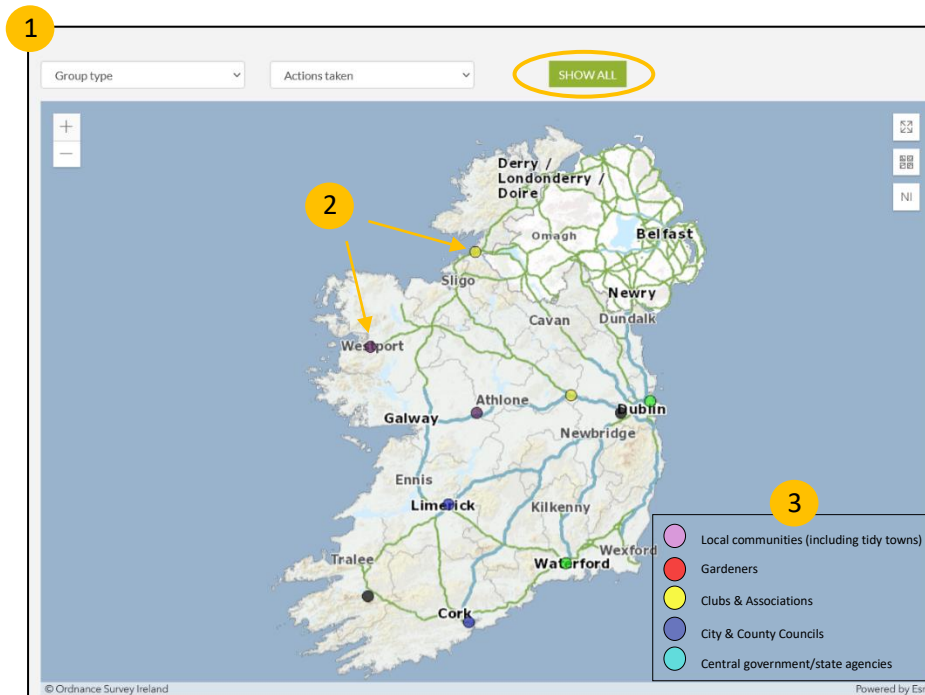 1
Group type
Actions taken
SHOW ALL
+
−
NI
Derry /
Londonderry /
Doire
2
Omagh
Belfast
Sligo
Newry
Cavan
Dundalk
Westport
Athlone
Dublin
Galway
Newbridge
Ennis
3
Limerick
Kilkenny
Local communities (including tidy towns)
Wexford
Tralee
Waterford
Gardeners
Clubs & Associations
Cork
City & County Councils
Central government/state agencies
© Ordnance Survey Ireland
Powered by Esri